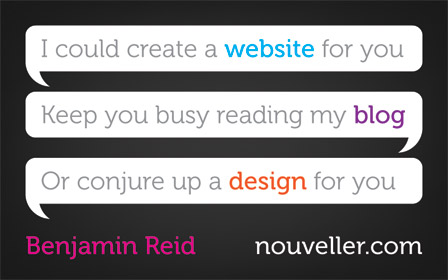 I could create a website for you
Keep you busy reading my blog
Or conjure up a design for you
Benjamin Reid
nouveller.com